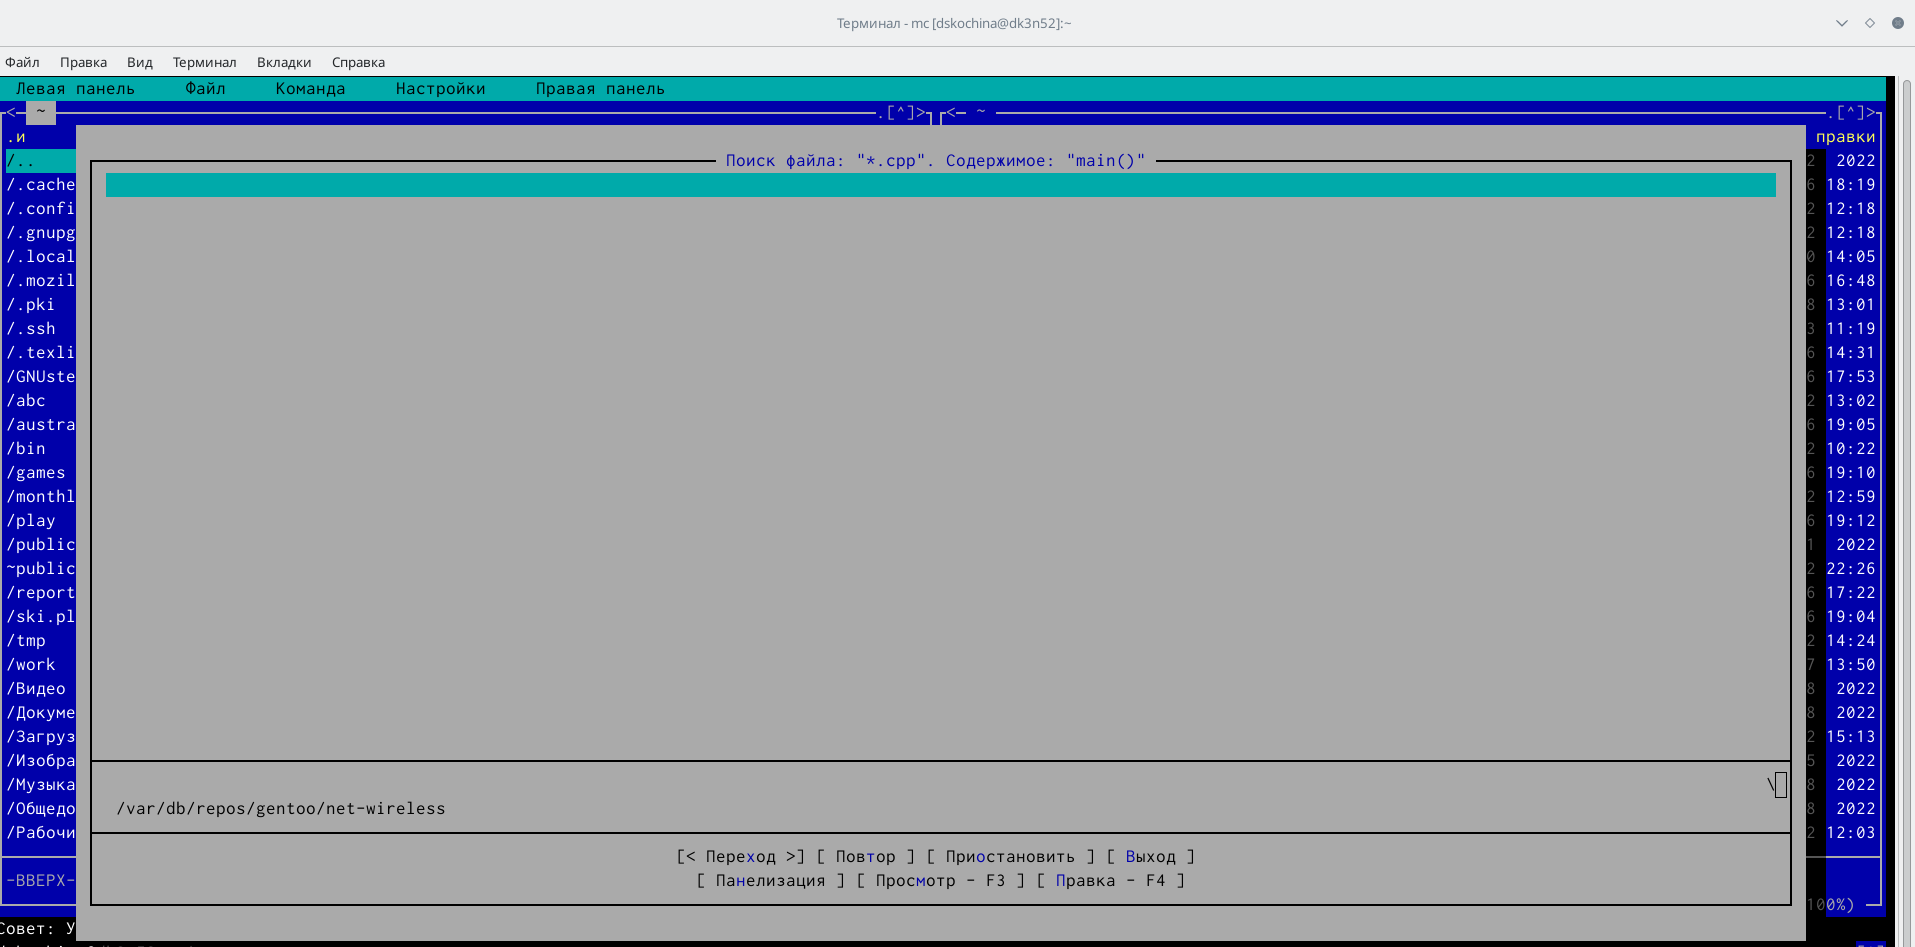 Терминал - mc [dskochina@dk3n52]:~
Файл Правка Вид Терминал Вкладки Справка
Левая панель Файл Команда Настройки Правая панель
<─ ~ .[^]>┐┌<─ ~ .[^]>┐
.и правки
/.. 2 2022
Поиск файла: "*.cpp". Содержимое: "main()"
/.cache 6 18:19
/.confi 2 12:18
/.gnupg 2 12:18
/.local 0 14:05
/.mozil 6 16:48
/.pki 8 13:01
/.ssh 3 11:19
/.texli 6 14:31
/GNUste 6 17:53
/abc 2 13:02
/austra 6 19:05
/bin 2 10:22
/games 6 19:10
/monthl 2 12:59
/play 6 19:12
/public 1 2022
~public 2 22:26
/report 6 17:22
/ski.pl 6 19:04
/tmp 2 14:24
/work 7 13:50
/Видео 8 2022
/Докуме 8 2022
/Загруз 2 15:13
/Изобра 5 2022
/Музыка \ 8 2022
/Общедо /var/db/repos/gentoo/net-wireless 8 2022
/Рабочи 2 12:03
[< Переход >] [ Повтор ] [ Приостановить ] [ Выход ]
-ВВЕРХ- [ Панелизация ] [ Просмотр - F3 ] [ Правка - F4 ]
100%)
Совет: У